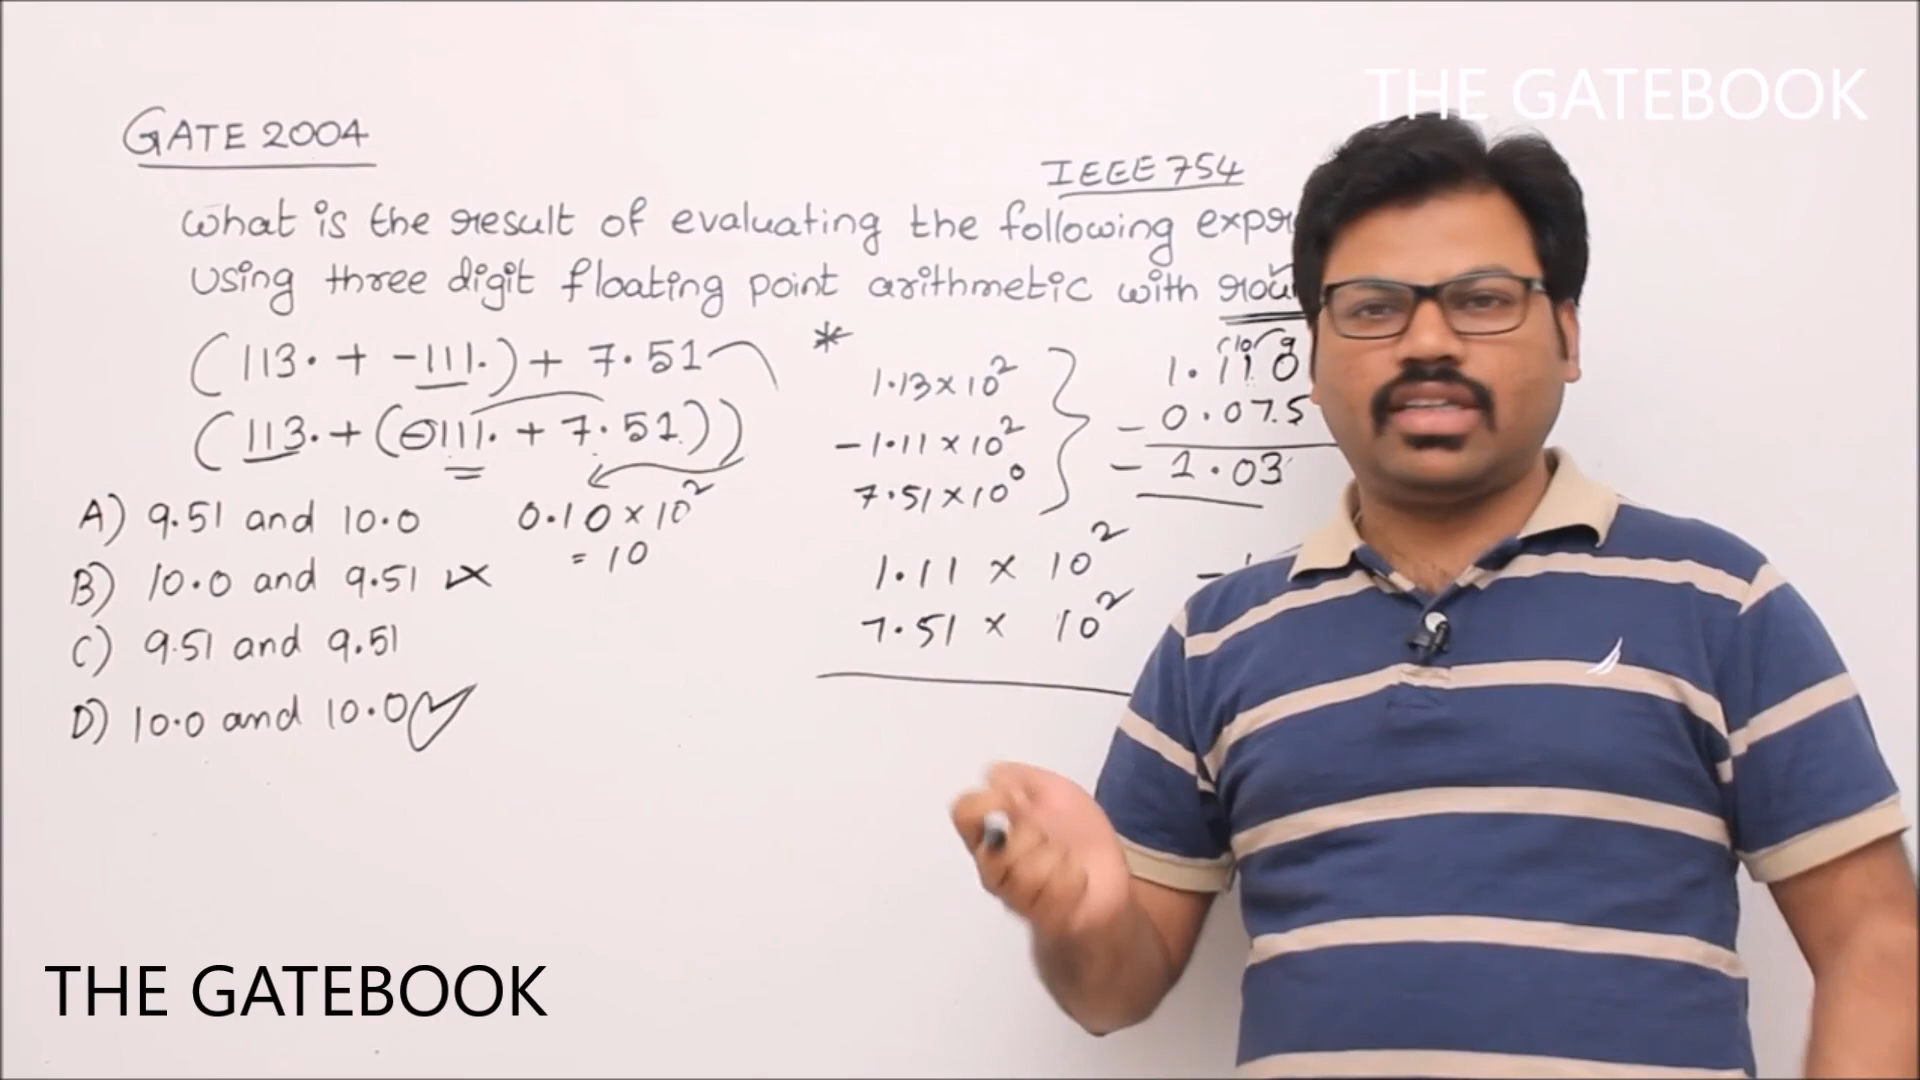 THE GATEBOOK
GATE 2004
IEEE 754
What is the result of evaluating the following
using three digit floating point arithmetic with
(113. + -111.) + 7.51
(113. + (-111. + 7.51))
A) 9.51 and 10.0
B) 10.0 and 9.51
C) 9.51 and 9.51
D) 10.0 and 10.0
0.10 × 10²
= 10
*
1.13 × 10²
-1.11 × 10²
7.51 × 10⁰
1.11 × 10²
7.51 × 10²
1.110
- 0.075
- 1.03
THE GATEBOOK